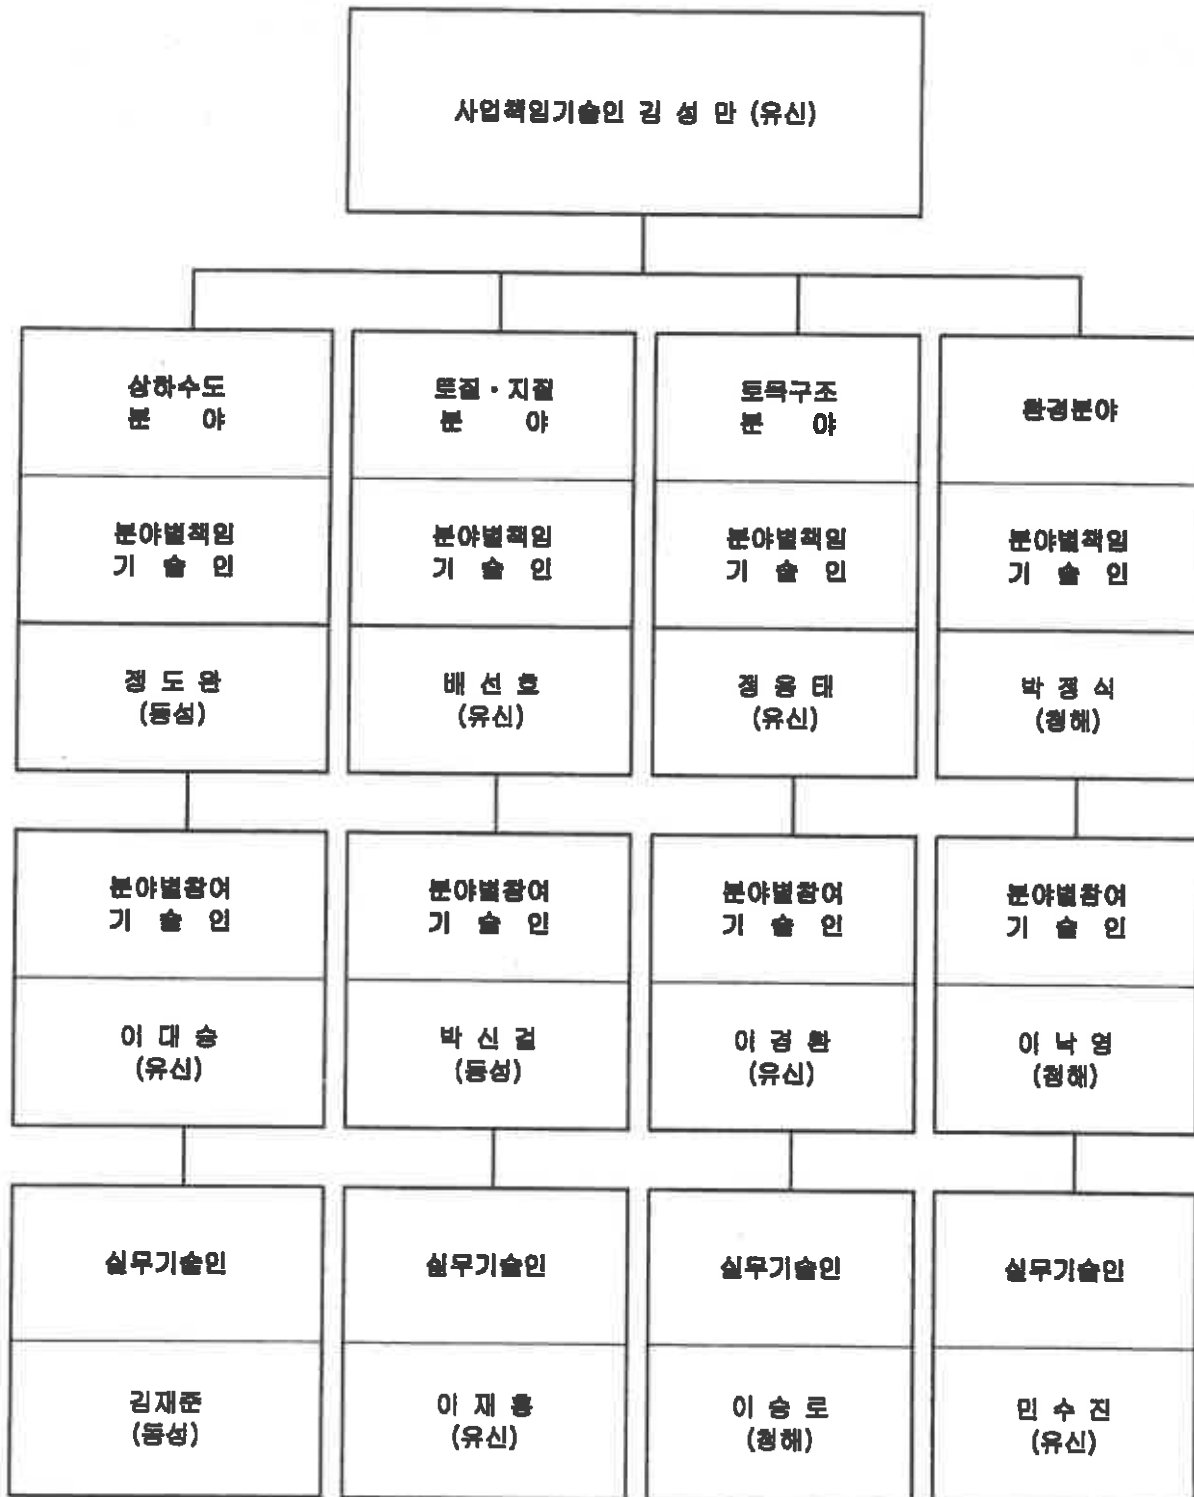 사업책임기술인 김 성 만 (유신)
상하수도
분 야
토질·지질
분 야
토목구조
분 야
환경분야
분야별책임
기 술 인
분야별책임
기 술 인
분야별책임
기 술 인
분야별책임
기 술 인
정 도 완
(동성)
배 선 호
(유신)
정 용 태
(유신)
박 정 식
(청해)
분야별참여
기 술 인
분야별참여
기 술 인
분야별참여
기 술 인
분야별참여
기 술 인
이 대 승
(유신)
박 신 걸
(동성)
이 경 환
(유신)
이 낙 영
(청해)
실무기술인
실무기술인
실무기술인
실무기술인
김재준
(동성)
이 재 홍
(유신)
이 승 로
(청해)
민 수 진
(유신)